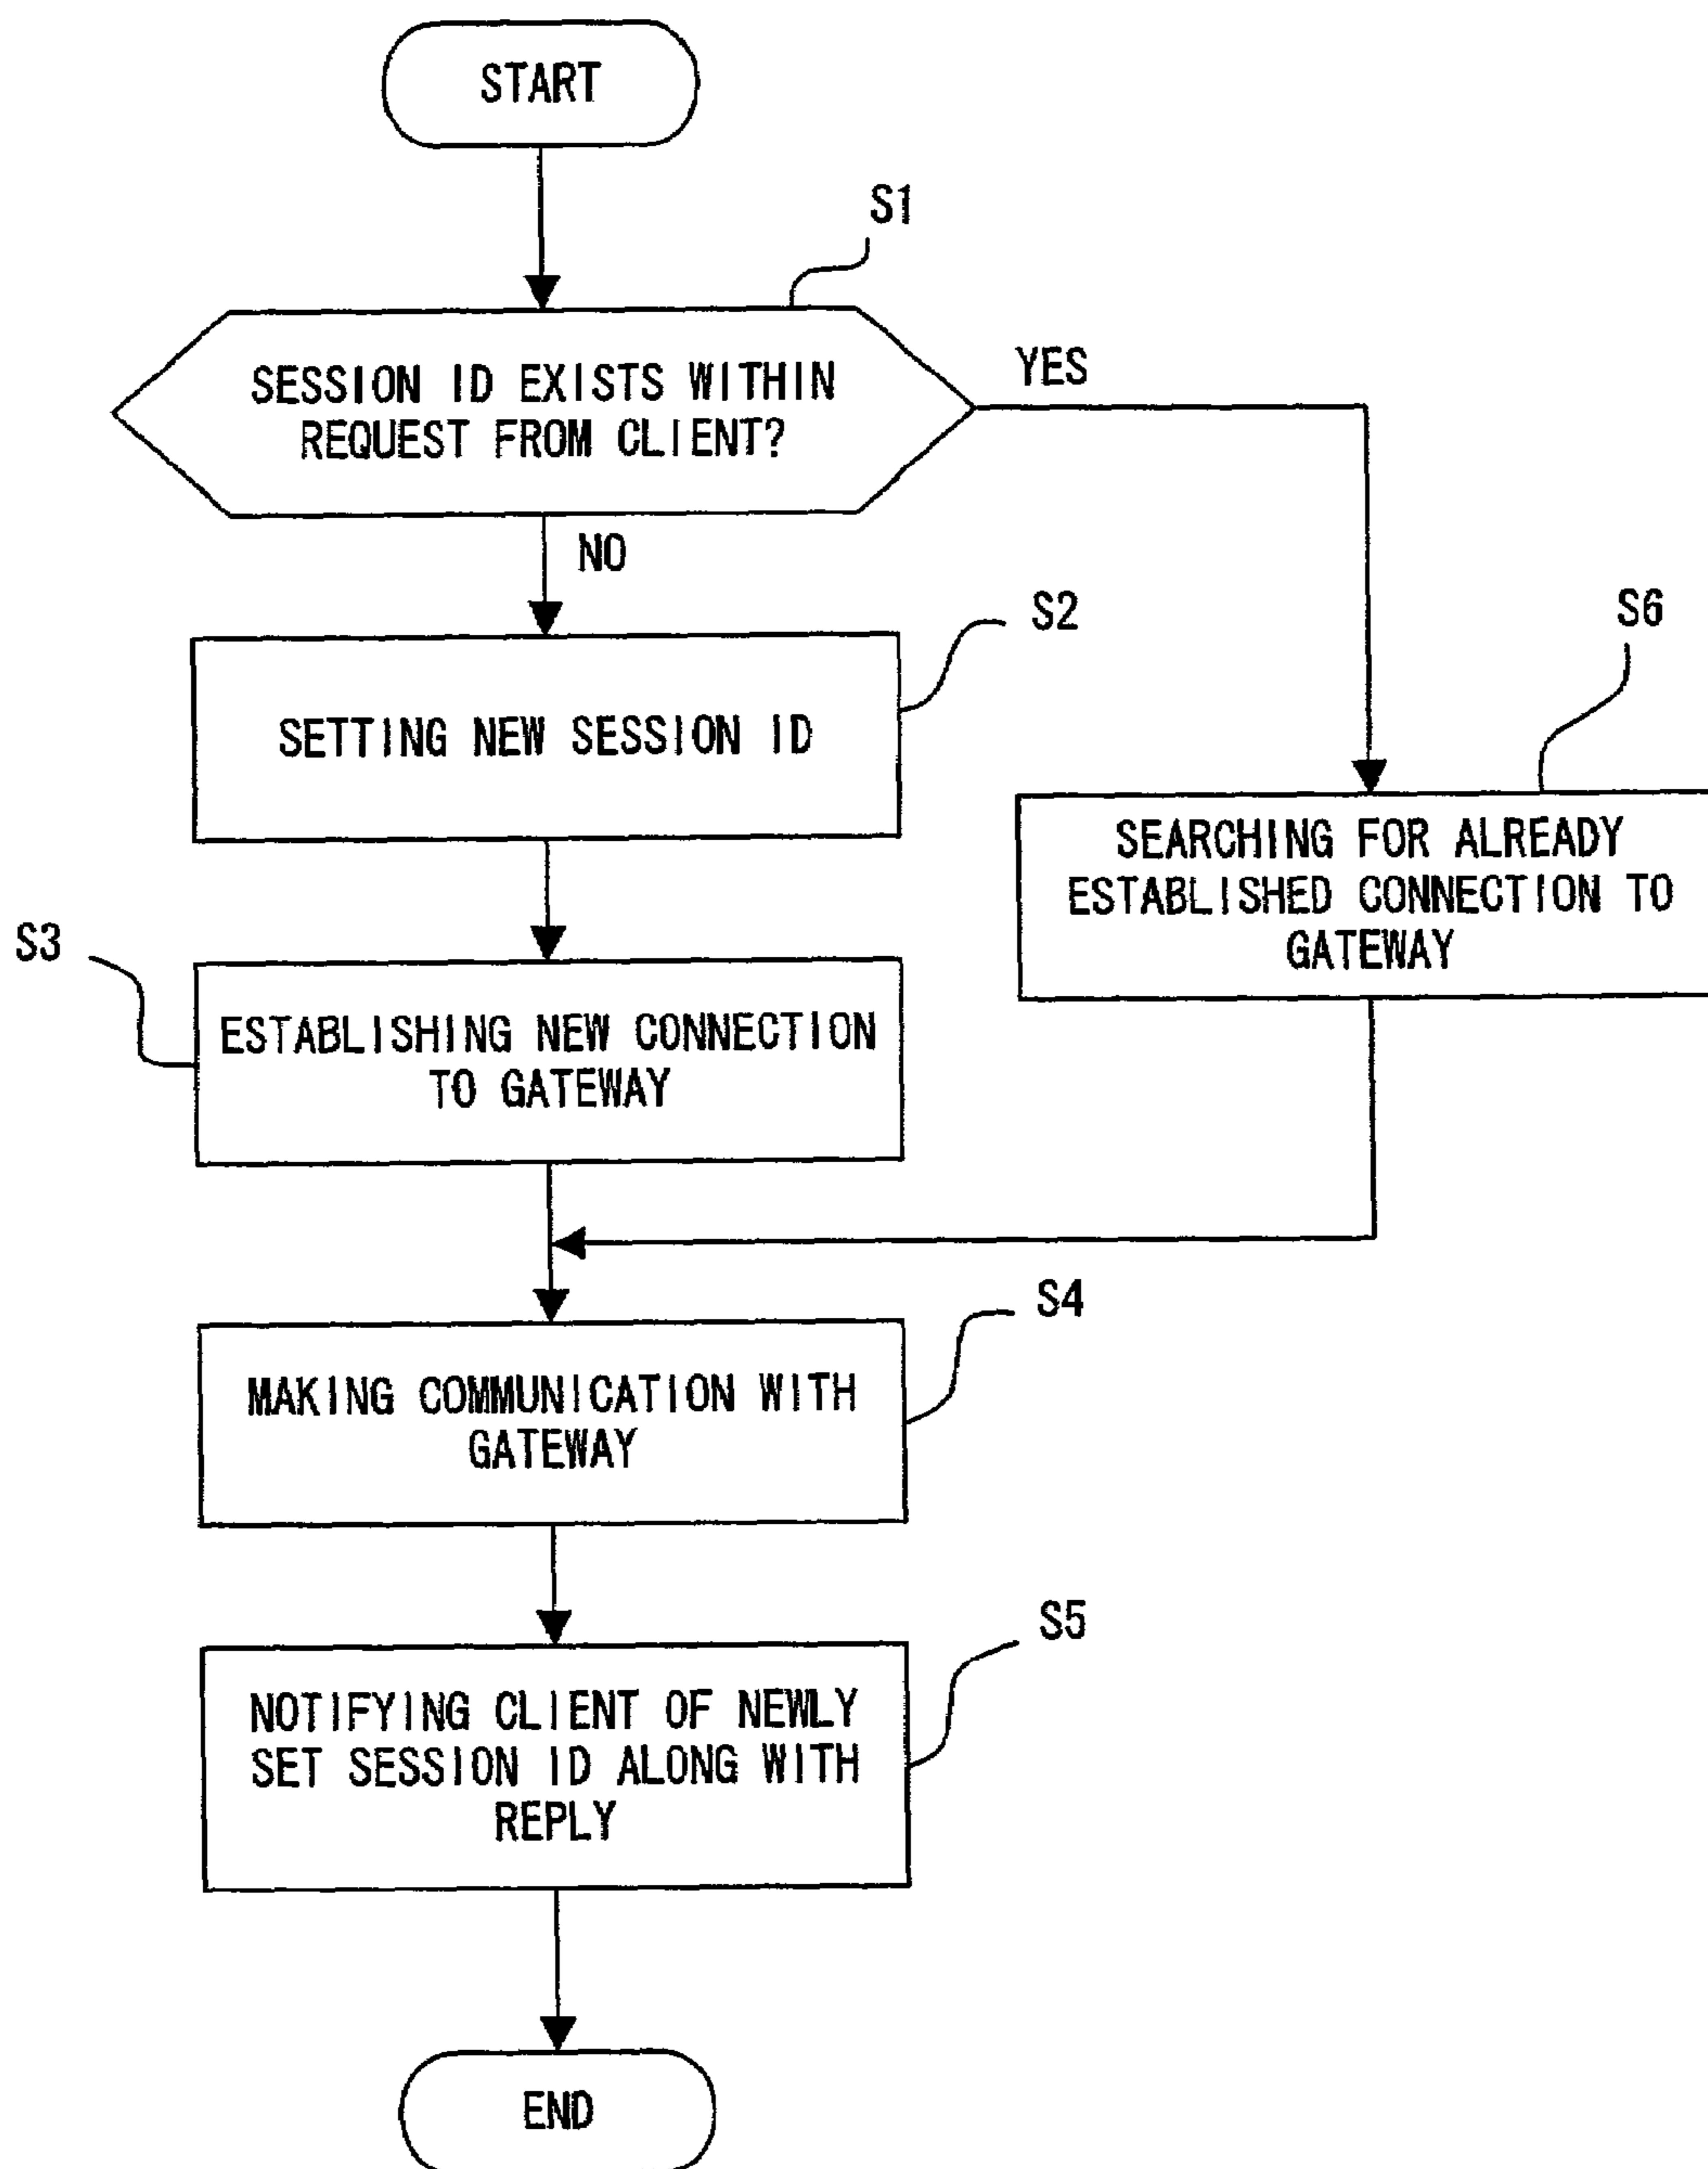 START
S1
SESSION ID EXISTS WITHIN
REQUEST FROM CLIENT?
YES
NO
S2
SETTING NEW SESSION ID
S6
SEARCHING FOR ALREADY
ESTABLISHED CONNECTION TO
GATEWAY
S3
ESTABLISHING NEW CONNECTION
TO GATEWAY
S4
MAKING COMMUNICATION WITH
GATEWAY
S5
NOTIFYING CLIENT OF NEWLY
SET SESSION ID ALONG WITH
REPLY
END